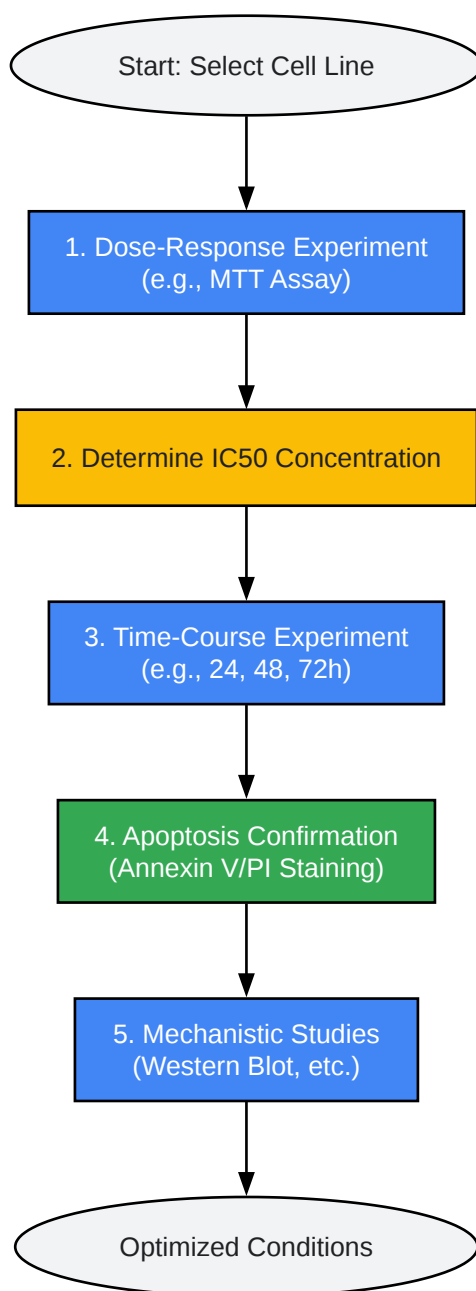 Start: Select Cell Line
1. Dose-Response Experiment
(e.g., MTT Assay)
2. Determine IC50 Concentration
3. Time-Course Experiment
(e.g., 24, 48, 72h)
4. Apoptosis Confirmation
(Annexin V/PI Staining)
5. Mechanistic Studies
(Western Blot, etc.)
Optimized Conditions